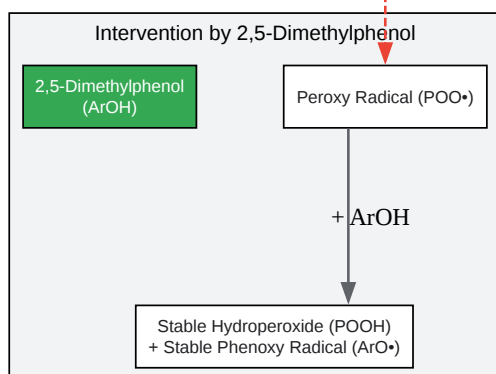 Intervention by 2,5-Dimethylphenol
2,5-Dimethylphenol
(ArOH)
Peroxy Radical (POO•)
+ ArOH
Stable Hydroperoxide (POOH)
+ Stable Phenoxy Radical (ArO•)